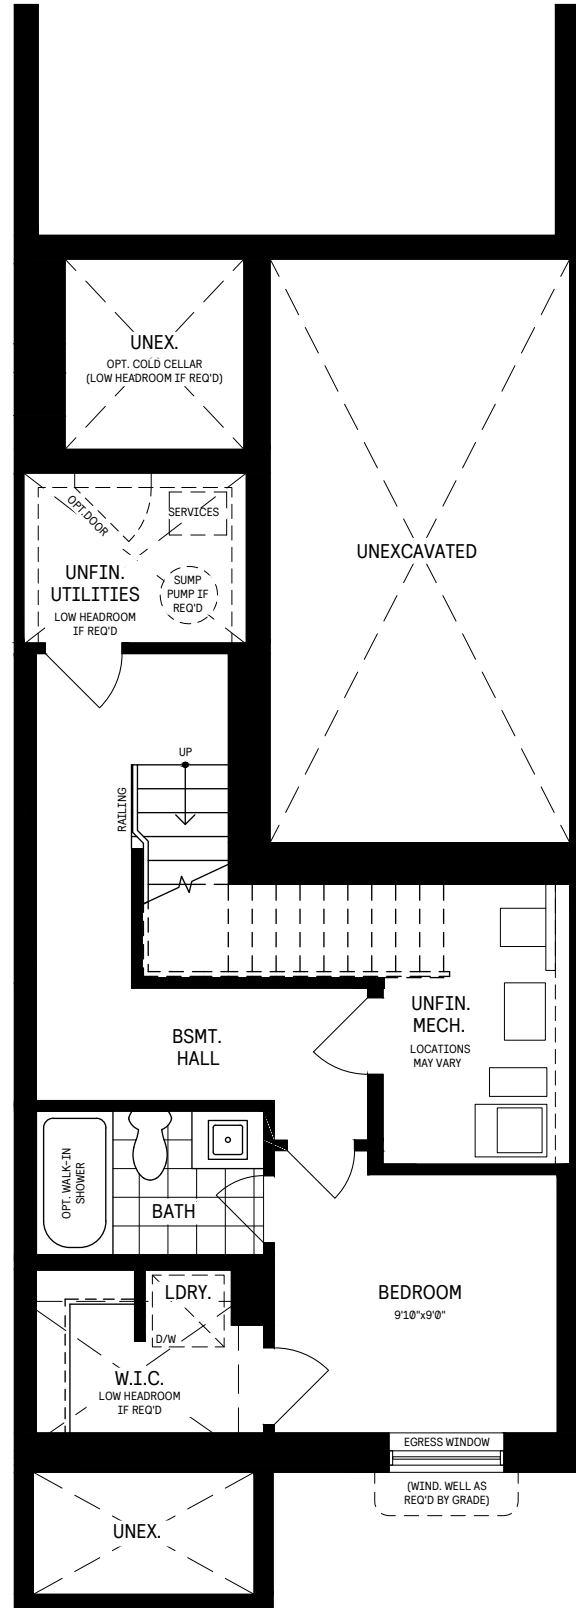 UNEX.
OPT. COLD CELLAR
(LOW HEADROOM IF REQ'D)
OPT.DOOR
SERVICES
UNFIN.
UTILITIES
LOW HEADROOM
IF REQ'D
SUMP
PUMP IF
REQ'D
UNEXCAVATED
UP
RAILING
UNFIN.
MECH.
LOCATIONS
MAY VARY
BSMT.
HALL
OPT. WALK-IN
SHOWER
BATH
LDRY.
D/W
BEDROOM
9'10"x9'0"
W.I.C.
LOW HEADROOM
IF REQ'D
EGRESS WINDOW
(WIND. WELL AS
REQ'D BY GRADE)
UNEX.